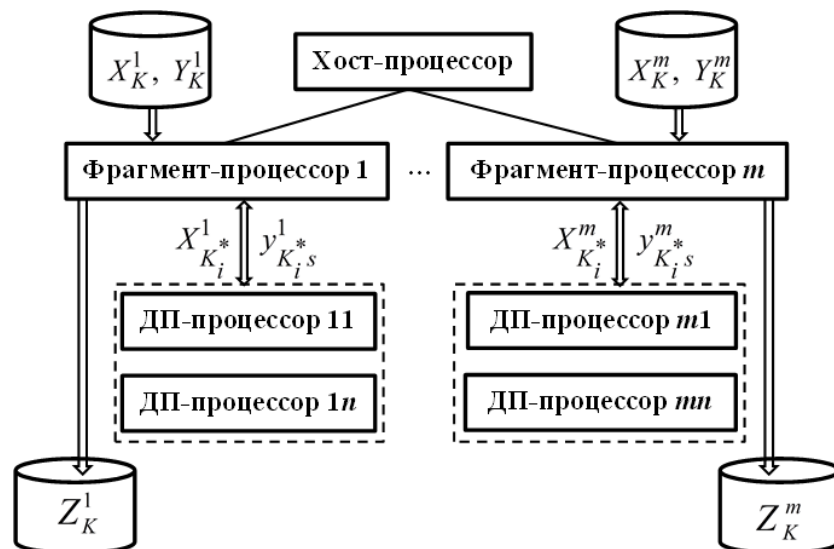 X_K^1, Y_K^1
Хост-процессор
X_K^m, Y_K^m
Фрагмент-процессор 1
...
Фрагмент-процессор m
X_{K_i^*}^1 y_{K_i^* s}^1
X_{K_i^*}^m y_{K_i^* s}^m
ДП-процессор 11
ДП-процессор m1
ДП-процессор 1n
ДП-процессор mn
Z_K^1
Z_K^m